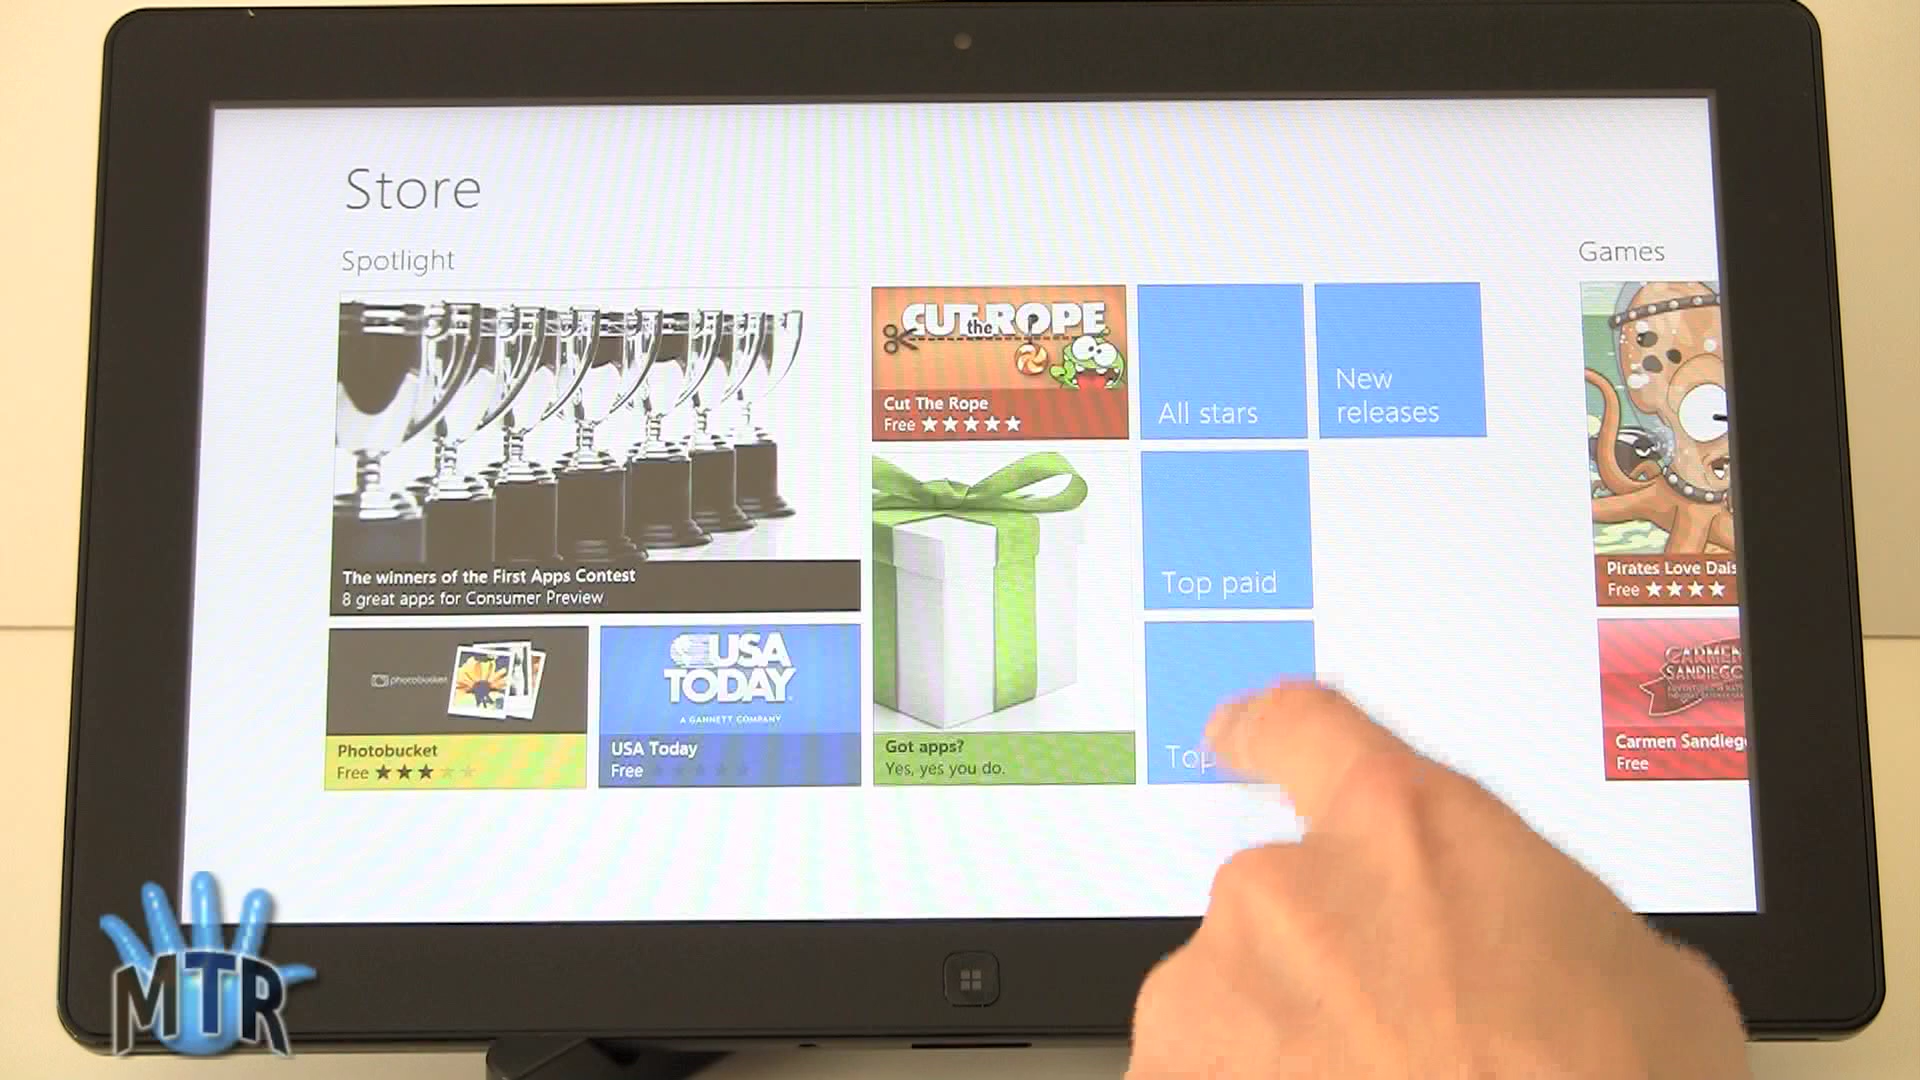 Store
Spotlight
The winners of the First Apps Contest
8 great apps for Consumer Preview
photobucket
Photobucket
Free
USA
TODAY
A GANNETT COMPANY
USA Today
Free
CUT the ROPE
Cut The Rope
Free
Got apps?
Yes, yes you do.
All stars
New
releases
Top paid
Top
Games
Pirates Love Dais
Free
CARMEN
SANDIEGO
Carmen Sandieg
Free
MTR